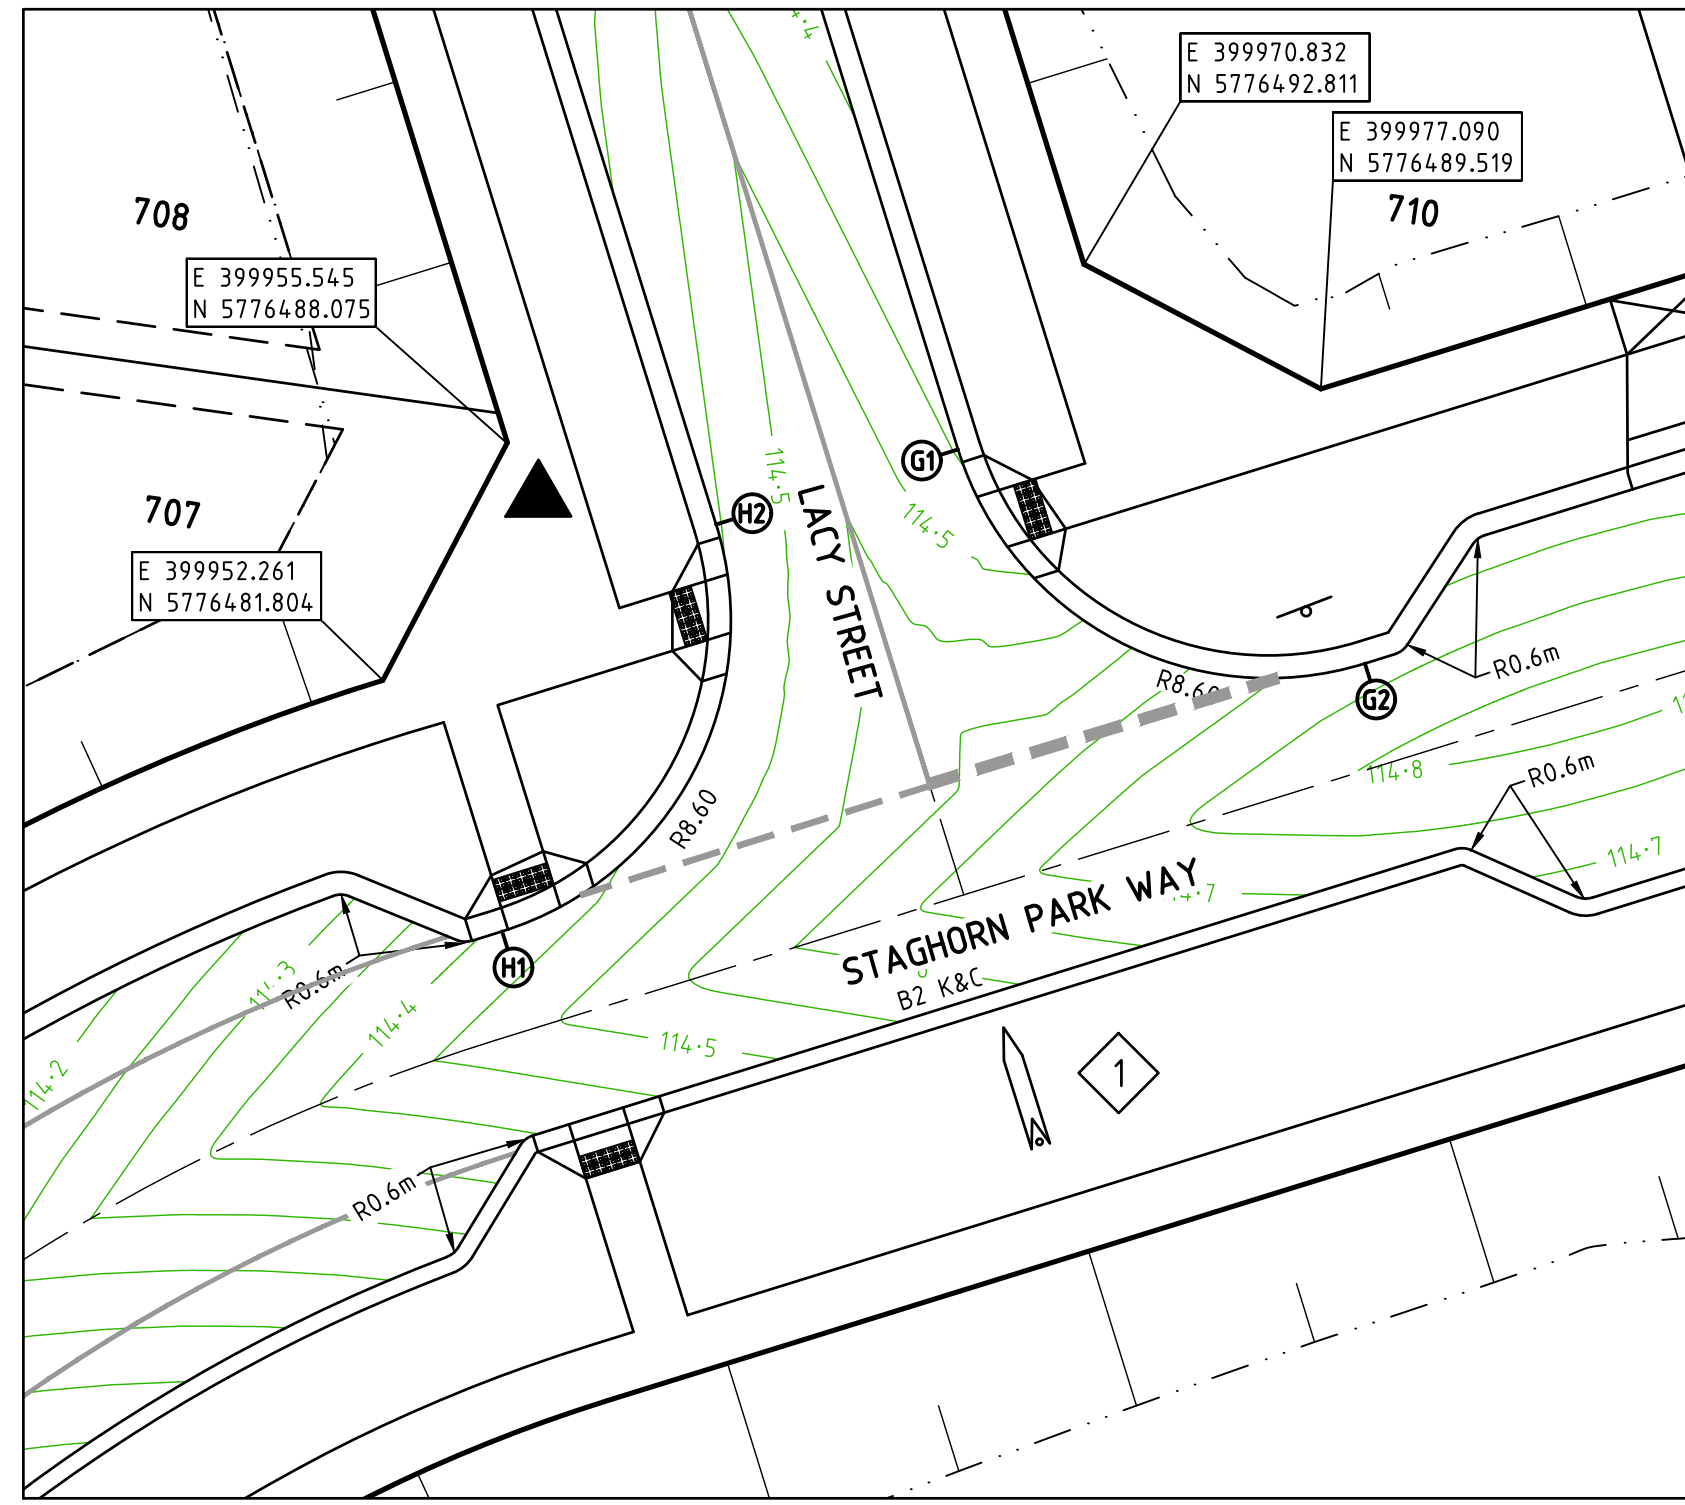 E 399970.832
N 5776492.811
E 399977.090
N 5776489.519
708
710
E 399955.545
N 5776488.075
114.5
G1
LACY STREET
H2
114.5
707
E 399952.261
N 5776481.804
R0.6m
R8.60
G2
114.8
R0.6m
R8.60
114.7
STAGHORN PARK WAY
H1
R0.6m
B2 K&C
114.4
114.5
114.2
1
R0.6m